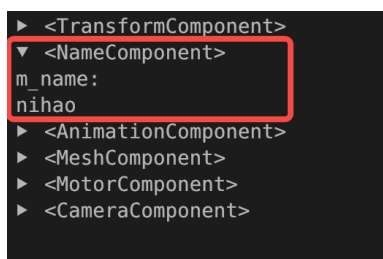 ▶ <TransformComponent>
▼ <NameComponent>
m_name:
nihao
▶ <AnimationComponent>
▶ <MeshComponent>
▶ <MotorComponent>
▶ <CameraComponent>